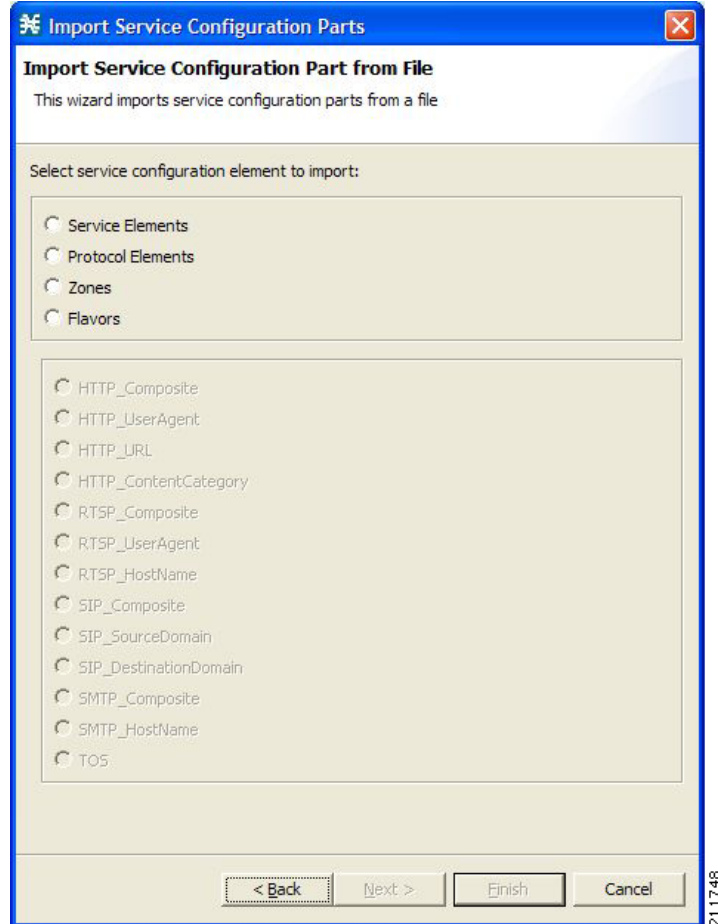 Import Service Configuration Parts
Import Service Configuration Part from File
This wizard imports service configuration parts from a file
Select service configuration element to import:
Service Elements
Protocol Elements
Zones
Flavors
HTTP_Composite
HTTP_UserAgent
HTTP_URL
HTTP_ContentCategory
RTSP_Composite
RTSP_UserAgent
RTSP_HostName
SIP_Composite
SIP_SourceDomain
SIP_DestinationDomain
SMTP_Composite
SMTP_HostName
TOS
< Back
Next >
Finish
Cancel
211748